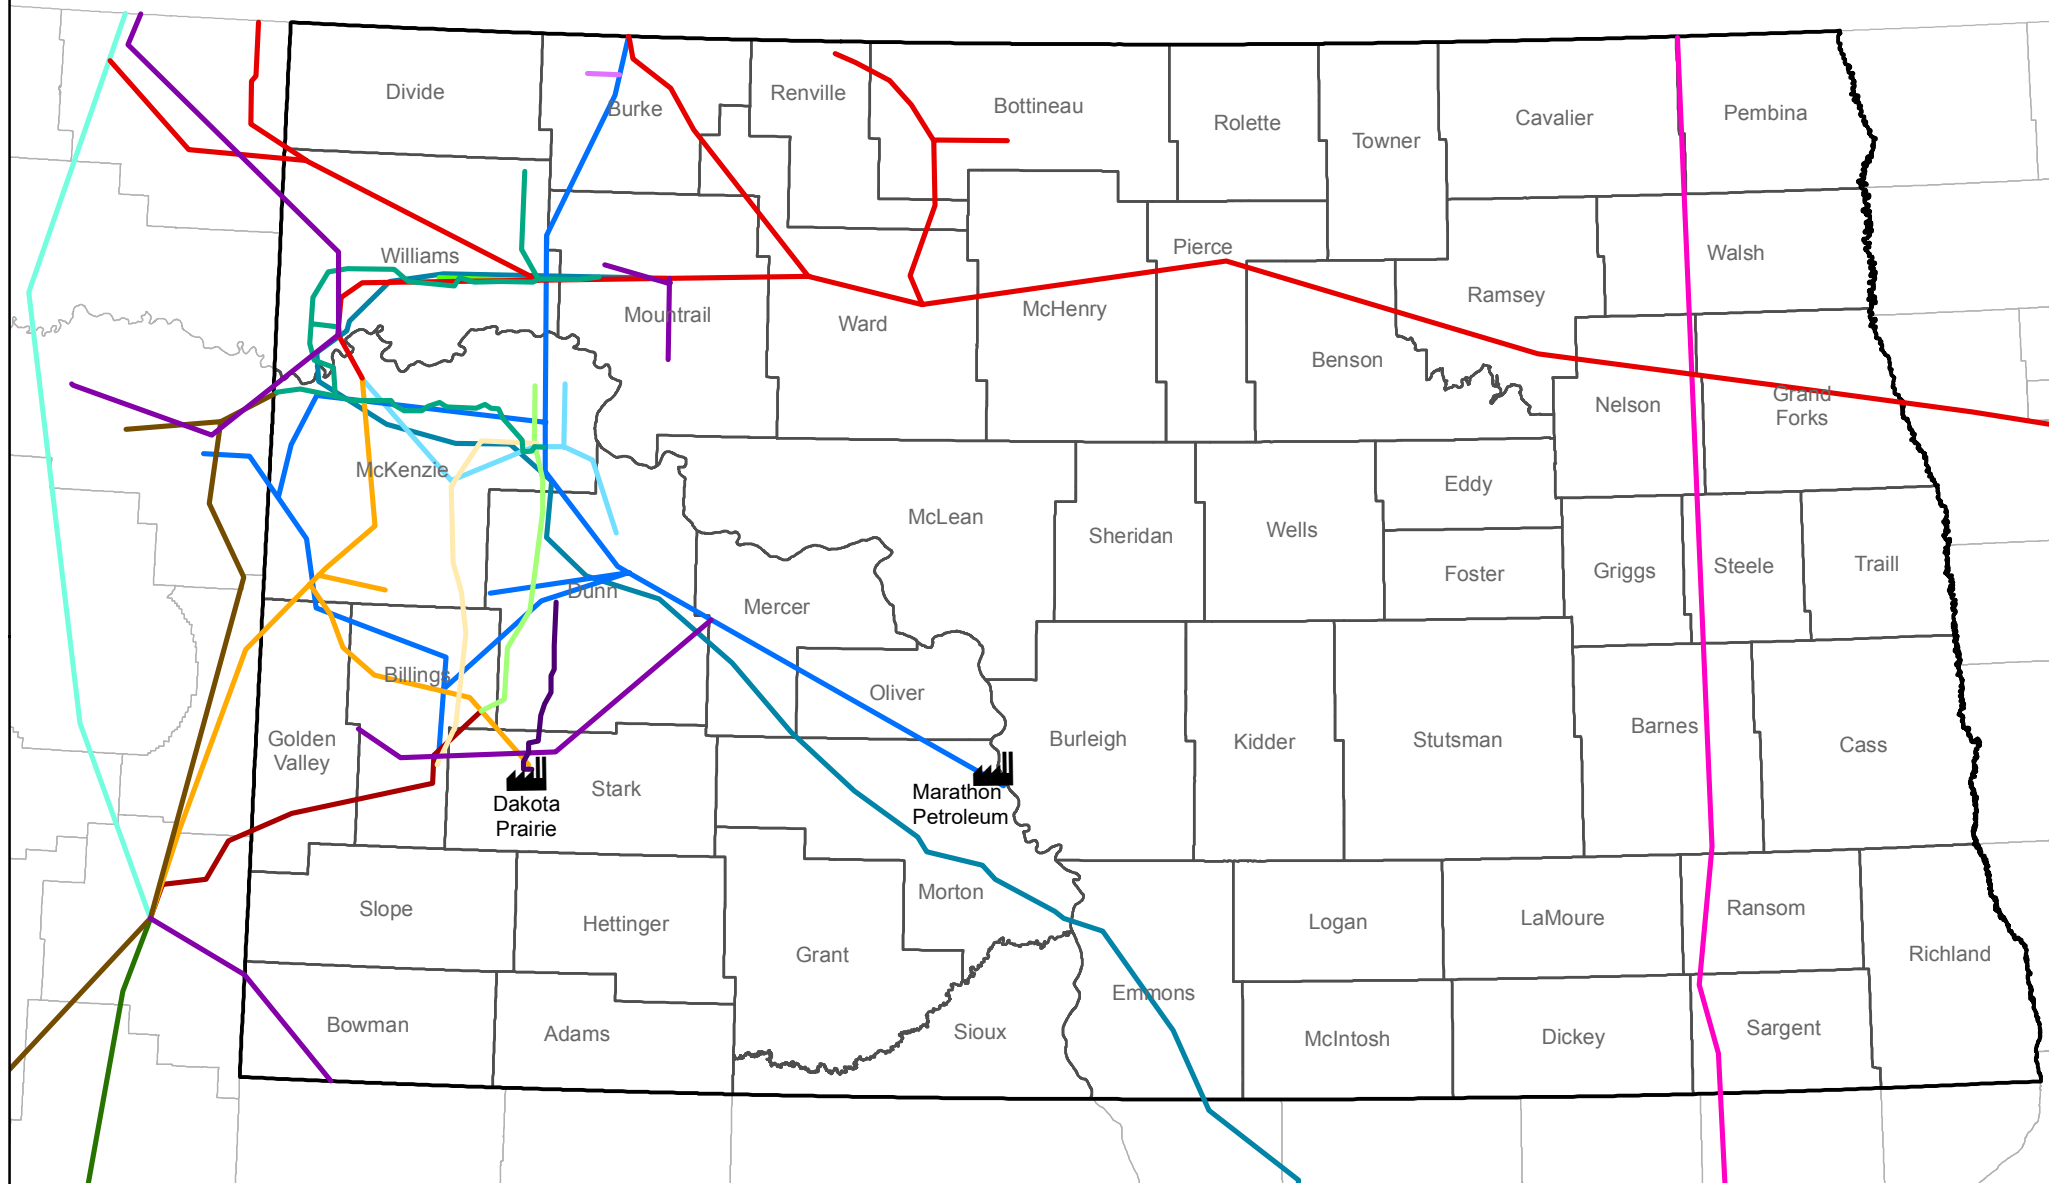 Divide
Burke
Renville
Bottineau
Rolette
Towner
Cavalier
Pembina
Williams
Mountrail
Ward
McHenry
Pierce
Benson
Ramsey
Walsh
Nelson
Grand
Forks
McKenzie
McLean
Sheridan
Wells
Eddy
Foster
Griggs
Steele
Traill
Dunn
Mercer
Oliver
Billings
Golden
Valley
Stark
Dakota
Prairie
Marathon
Petroleum
Burleigh
Kidder
Stutsman
Barnes
Cass
Slope
Hettinger
Grant
Morton
Logan
LaMoure
Ransom
Richland
Bowman
Adams
Sioux
Emmons
McIntosh
Dickey
Sargent